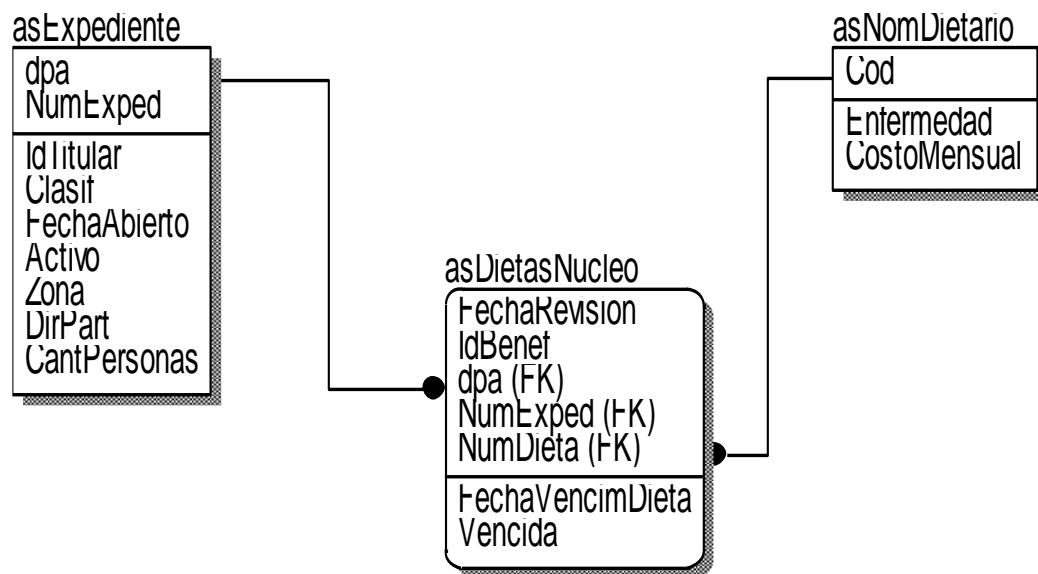 asExpediente
dpa
NumExped
IdTitular
Clasif
FechaAbierto
Activo
Zona
DirPart
CantPersonas
asNomDietario
Cod
Enfermedad
CostoMensual
asDietasNucleo
FechaRevision
IdBenef
dpa (FK)
NumExped (FK)
NumDieta (FK)
FechaVencimDieta
Vencida